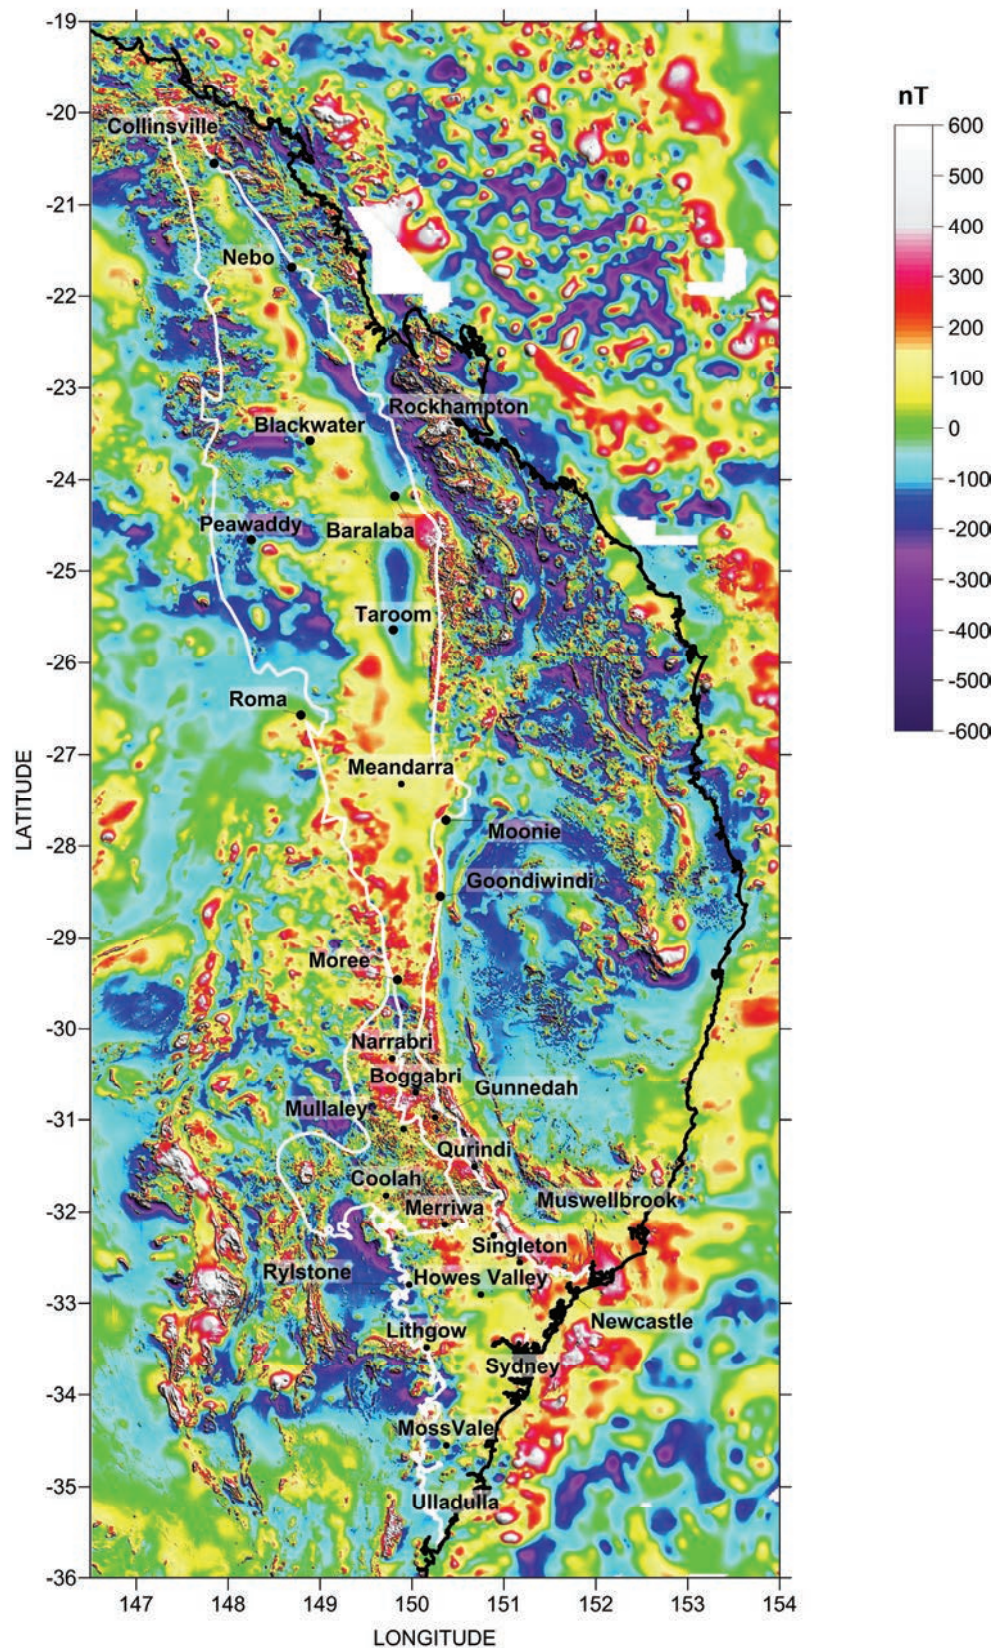 -19
nT
600
-20
Collinsville
500
400
-21
300
Nebo
200
-22
100
-23
0
Rockhampton
Blackwater
-100
-24
-200
Peawaddy
Baralaba
-300
-25
Taroom
-400
-26
-500
Roma
-600
-27
Meandarra
LATITUDE
Moonie
-28
Goondiwindi
-29
Moree
-30
Narrabri
Boggabri
Gunnedah
-31
Mullaley
Qurindi
Coolah
Muswellbrook
-32
Merriwa
Singleton
Rylstone
Howes Valley
-33
Newcastle
Lithgow
Sydney
-34
MossVale
-35
Ulladulla
-36
147 148 149 150 151 152 153 154
LONGITUDE